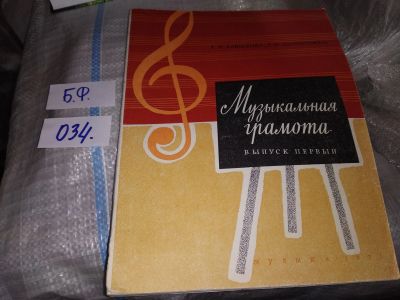 Б.Ф.
034.
Музыкальная
грамота
ВЫПУСК ПЕРВЫЙ